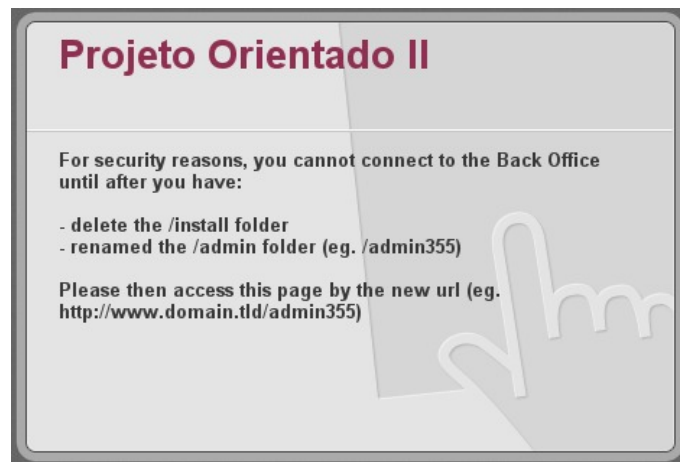 Projeto Orientado II
For security reasons, you cannot connect to the Back Office
until after you have:
- delete the /install folder
- renamed the /admin folder (eg. /admin355)
Please then access this page by the new url (eg.
http://www.domain.tld/admin355)